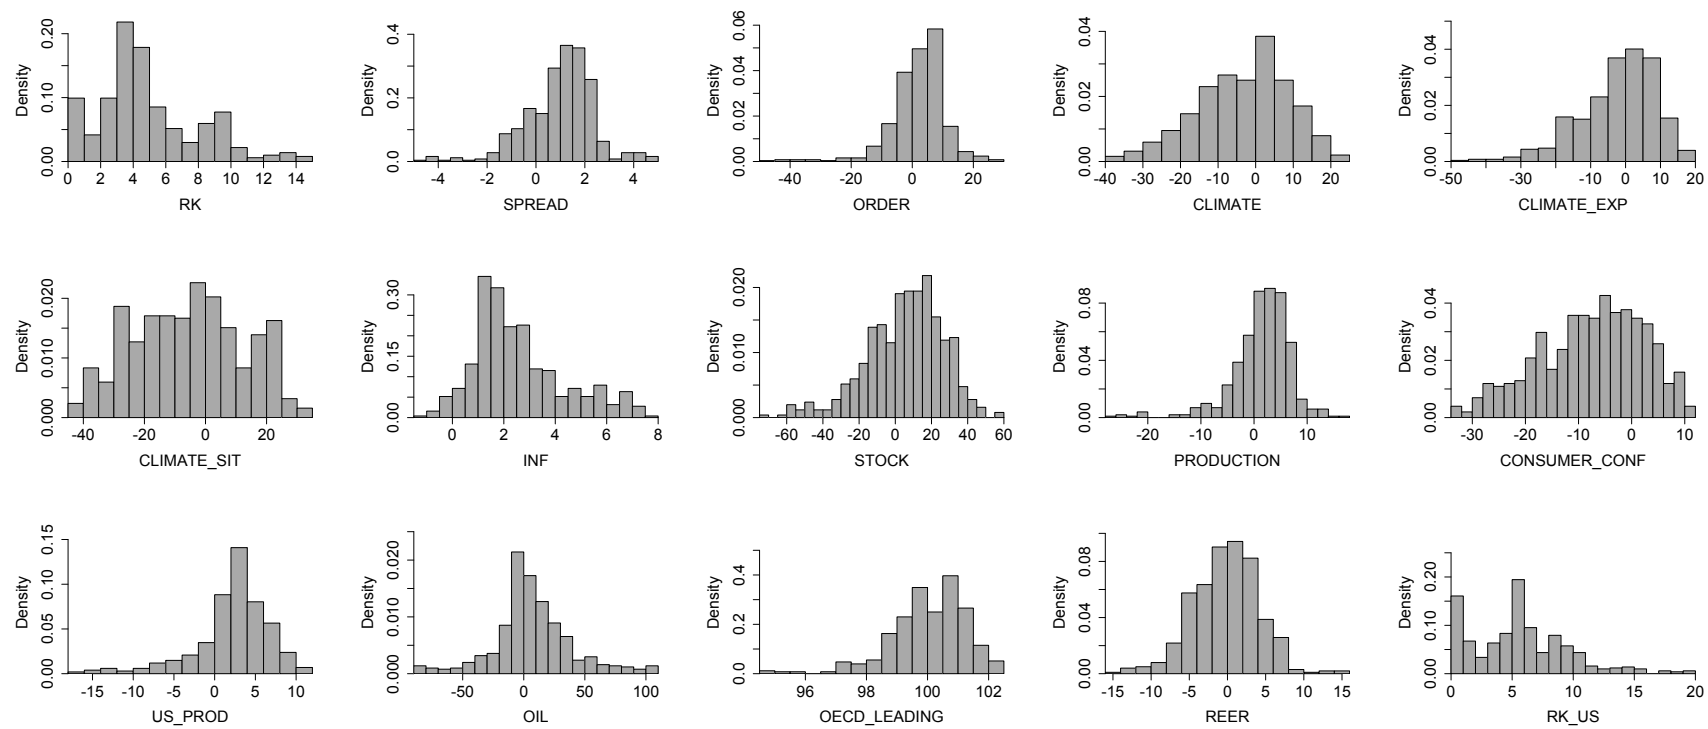 Density
0.00 0.10 0.20
0 2 4 6 8 10 12 14
RK
Density
0.0 0.2 0.4
-4 -2 0 2 4
SPREAD
Density
0.00 0.02 0.04 0.06
-40 -20 0 20
ORDER
Density
0.00 0.02 0.04
-40 -30 -20 -10 0 10 20
CLIMATE
Density
0.00 0.02 0.04
-50 -30 -10 0 10 20
CLIMATE_EXP
Density
0.000 0.010 0.020
-40 -20 0 20
CLIMATE_SIT
Density
0.00 0.15 0.30
0 2 4 6 8
INF
Density
0.000 0.010 0.020
-60 -40 -20 0 20 40 60
STOCK
Density
0.00 0.04 0.08
-20 -10 0 10
PRODUCTION
Density
0.00 0.02 0.04
-30 -20 -10 0 10
CONSUMER_CONF
Density
0.00 0.05 0.10 0.15
-15 -10 -5 0 5 10
US_PROD
Density
0.000 0.010 0.020
-50 0 50 100
OIL
Density
0.0 0.2 0.4
96 98 100 102
OECD_LEADING
Density
0.00 0.04 0.08
-15 -10 -5 0 5 10 15
REER
Density
0.00 0.10 0.20
0 5 10 15 20
RK_US